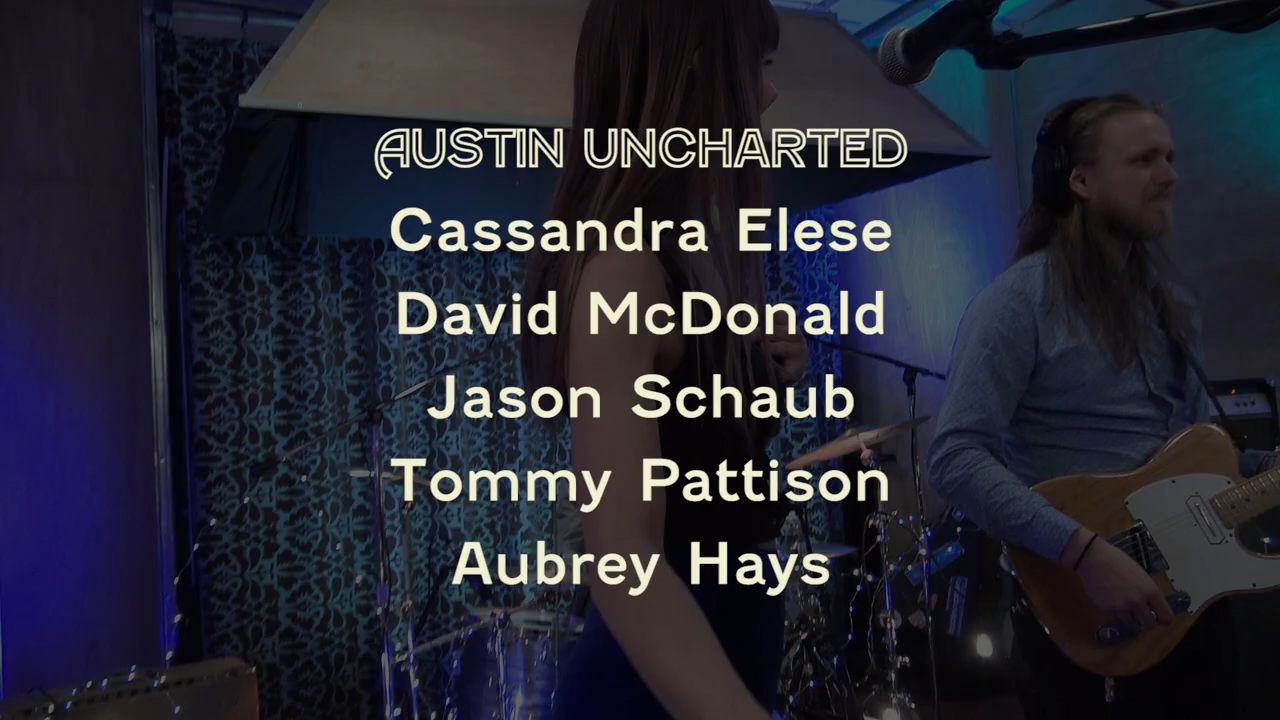 AUSTIN UNCHARTED
Cassandra Elese
David McDonald
Jason Schaub
Tommy Pattison
Aubrey Hays